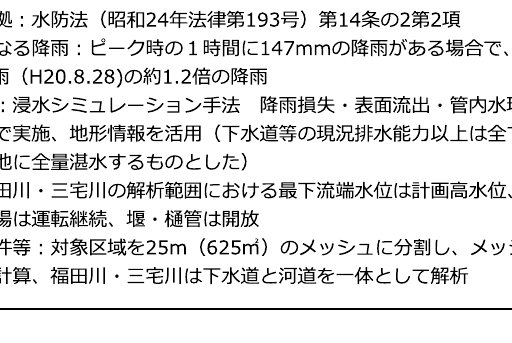 拠：水防法（昭和24年法律第193号）第14条の2第2項
なる降雨：ピーク時の１時間に147mmの降雨がある場合で、
雨（H20.8.28)の約1.2倍の降雨
：浸水シミュレーション手法　降雨損失・表面流出・管内水
で実施、地形情報を活用（下水道等の現況排水能力以上は全
地に全量湛水するものとした）
田川・三宅川の解析範囲における最下流端水位は計画高水位、
場は運転継続、堰・樋管は開放
件等：対象区域を25m（625㎡）のメッシュに分割し、メッ
計算、福田川・三宅川は下水道と河道を一体として解析